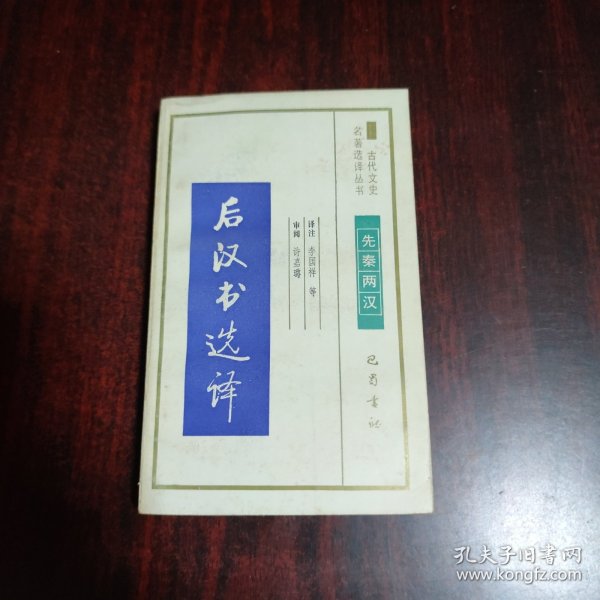 古代文史
名著选译丛书
先秦两汉
巴蜀书社
译注 李国祥 等
审阅 许嘉璐
后汉书选译
孔夫子旧书网
www.kongfz.com